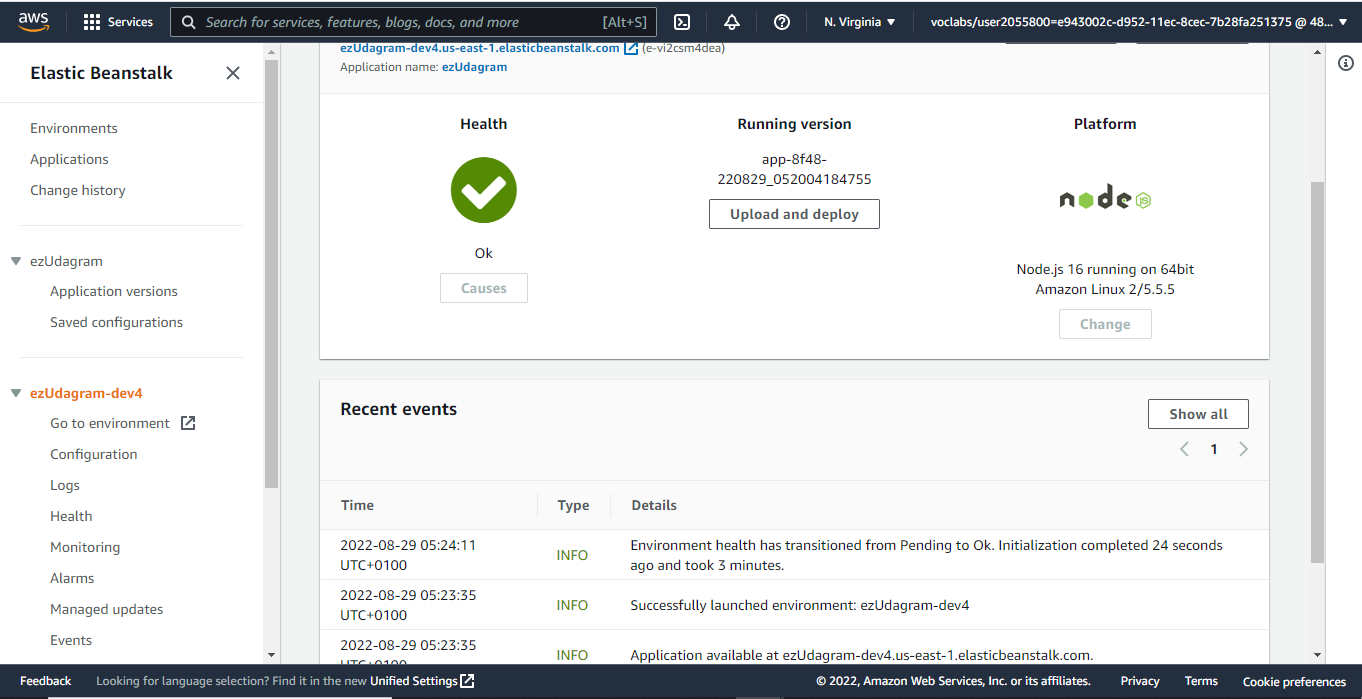 aws
Services
Search for services, features, blogs, docs, and more
[Alt+S]
N. Virginia
voclabs/user2055800=e943002c-d952-11ec-8cec-7b28fa251375 @ 48...
Elastic Beanstalk
Environments
Applications
Change history
ezUdagram
Application versions
Saved configurations
ezUdagram-dev4
Go to environment
Configuration
Logs
Health
Monitoring
Alarms
Managed updates
Events
ezUdagram-dev4.us-east-1.elasticbeanstalk.com (e-vi2csm4dea)
Application name: ezUdagram
Health
Ok
Causes
Running version
app-8f48-
220829_052004184755
Upload and deploy
Platform
node
JS
Node.js 16 running on 64bit
Amazon Linux 2/5.5.5
Change
Recent events
Show all
1
Time Type Details
2022-08-29 05:24:11
UTC+0100
INFO
Environment health has transitioned from Pending to Ok. Initialization completed 24 seconds
ago and took 3 minutes.
2022-08-29 05:23:35
UTC+0100
INFO
Successfully launched environment: ezUdagram-dev4
2022-08-29 05:23:35
UTC+0100
INFO
Application available at ezUdagram-dev4.us-east-1.elasticbeanstalk.com.
Feedback
Looking for language selection? Find it in the new Unified Settings
© 2022, Amazon Web Services, Inc. or its affiliates.
Privacy
Terms
Cookie preferences